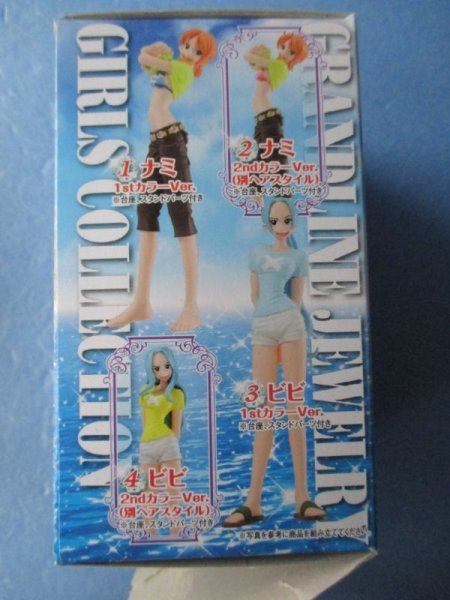 GIRLS COLLECTION
GRANDLINE JEWELRY
1 ナミ
1stカラーVer.
※台座、スタンドパーツ付き
2 ナミ
2ndカラーVer.
(別ヘアスタイル)
※台座、スタンドパーツ付き
3 ビビ
1stカラーVer.
※台座、スタンドパーツ付き
4 ビビ
2ndカラーVer.
(別ヘアスタイル)
※台座、スタンドパーツ付き
※写真を参考に商品を組み立ててください。